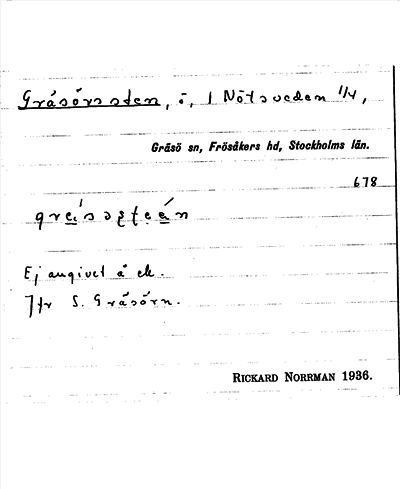 Gråsörssten, ö, 1 Nötsveden 1/4,
Gräsö sn, Frösåkers hd, Stockholms län.
678
Ej angivet å ek.
Jfr S. Gråsörn.
RICKARD NORRMAN 1936.